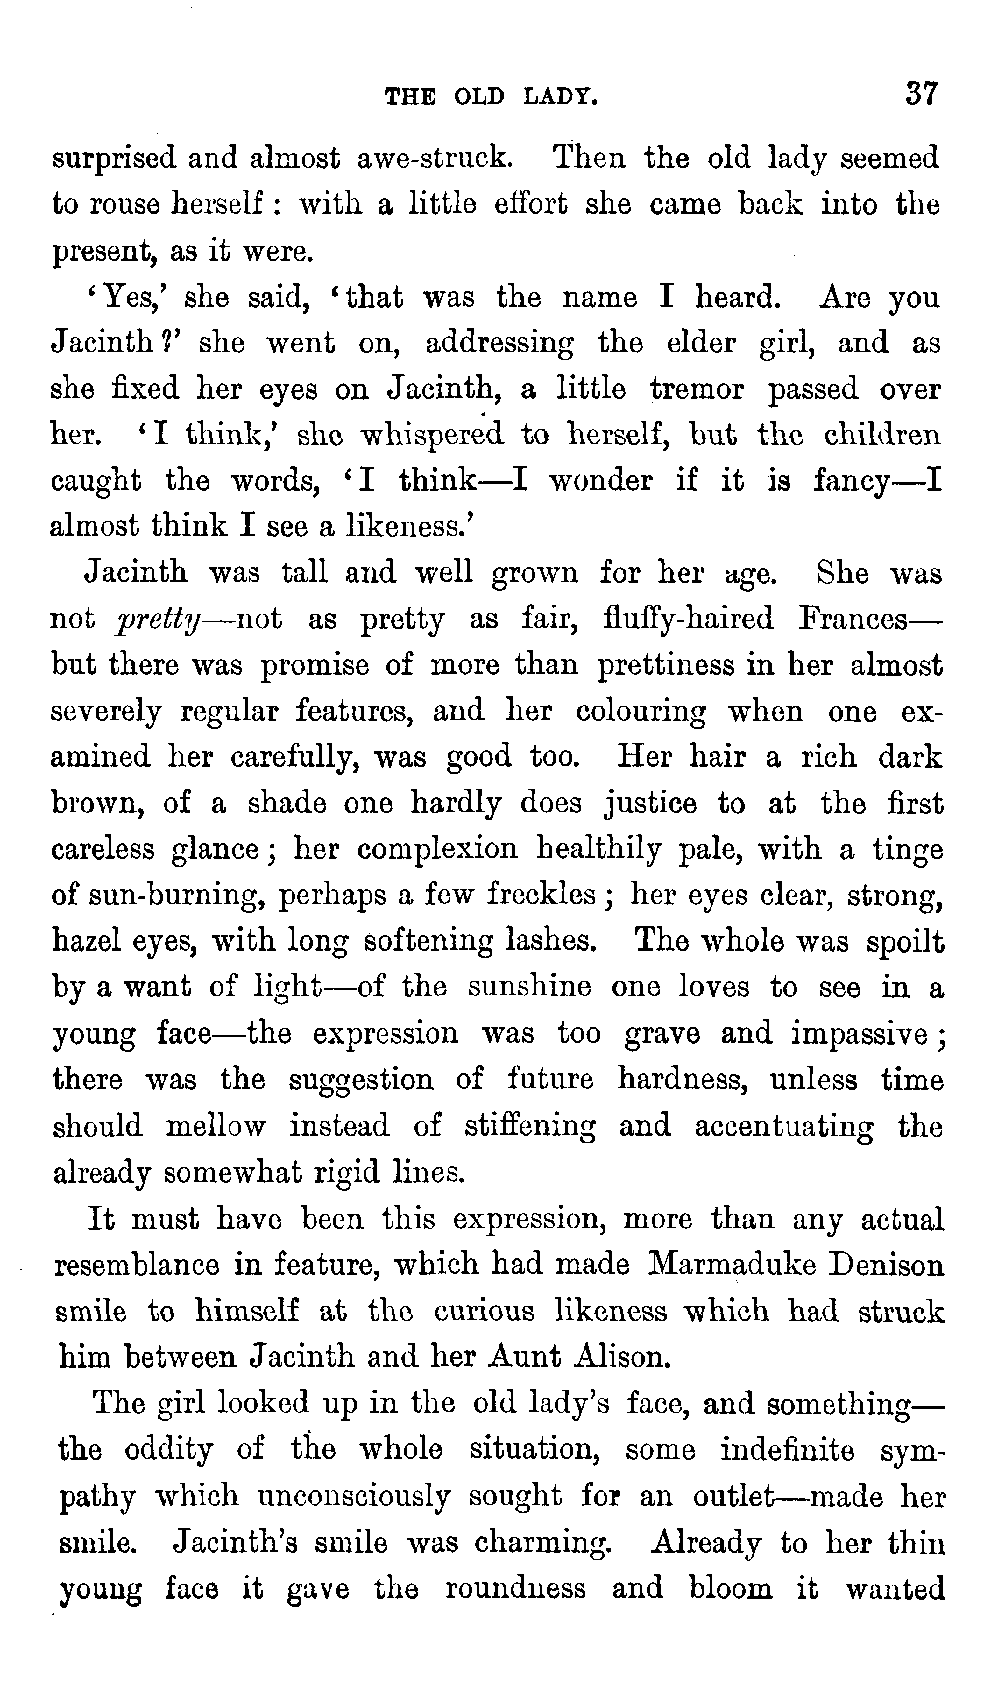 THE OLD LADY. 37
surprised and almost awe-struck. Then the old lady seemed
to rouse herself : with a little effort she came back into the
present, as it were.
‘Yes,’ she said, ‘that was the name I heard. Are you
Jacinth?’ she went on, addressing the elder girl, and as
she fixed her eyes on Jacinth, a little tremor passed over
her. ‘I think,’ she whispered to herself, but the children
caught the words, ‘I think—I wonder if it is fancy—I
almost think I see a likeness.’
Jacinth was tall and well grown for her age. She was
not pretty—not as pretty as fair, fluffy-haired Frances—
but there was promise of more than prettiness in her almost
severely regular features, and her colouring when one ex-
amined her carefully, was good too. Her hair a rich dark
brown, of a shade one hardly does justice to at the first
careless glance ; her complexion healthily pale, with a tinge
of sun-burning, perhaps a few freckles ; her eyes clear, strong,
hazel eyes, with long softening lashes. The whole was spoilt
by a want of light—of the sunshine one loves to see in a
young face—the expression was too grave and impassive ;
there was the suggestion of future hardness, unless time
should mellow instead of stiffening and accentuating the
already somewhat rigid lines.
It must have been this expression, more than any actual
resemblance in feature, which had made Marmaduke Denison
smile to himself at the curious likeness which had struck
him between Jacinth and her Aunt Alison.
The girl looked up in the old lady’s face, and something—
the oddity of the whole situation, some indefinite sym-
pathy which unconsciously sought for an outlet—made her
smile. Jacinth’s smile was charming. Already to her thin
young face it gave the roundness and bloom it wanted